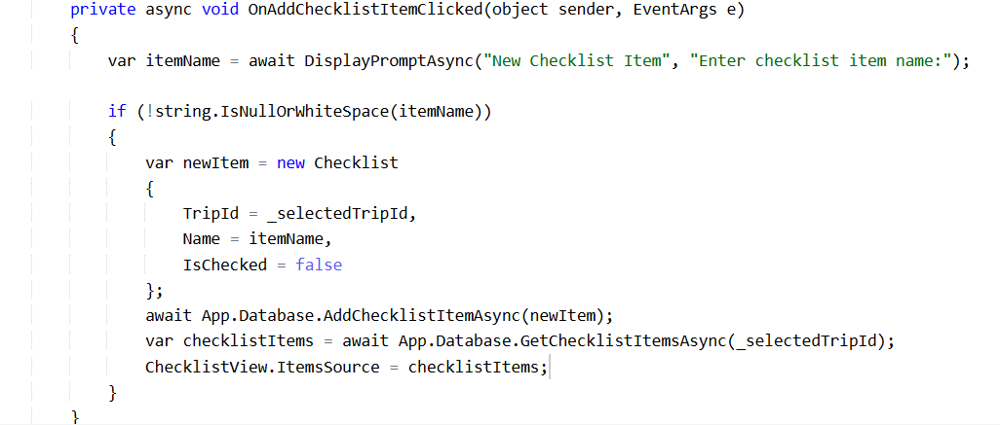 private async void OnAddChecklistItemClicked(object sender, EventArgs e)
{
var itemName = await DisplayPromptAsync("New Checklist Item", "Enter checklist item name:");
if (!string.IsNullOrWhiteSpace(itemName))
{
var newItem = new Checklist
{
TripId = _selectedTripId,
Name = itemName,
IsChecked = false
};
await App.Database.AddChecklistItemAsync(newItem);
var checklistItems = await App.Database.GetChecklistItemsAsync(_selectedTripId);
ChecklistView.ItemsSource = checklistItems;
}
}